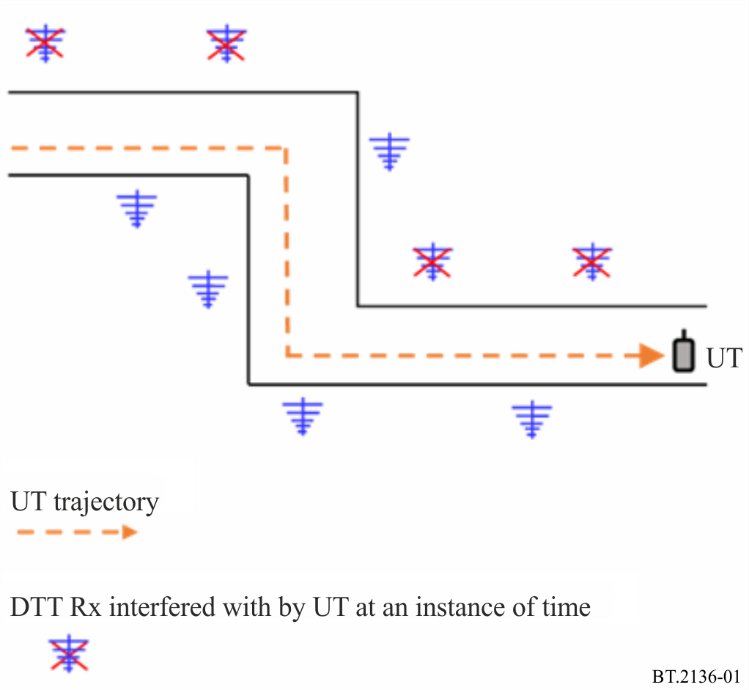 UT
UT trajectory
DTT Rx interfered with by UT at an instance of time
BT.2136-01